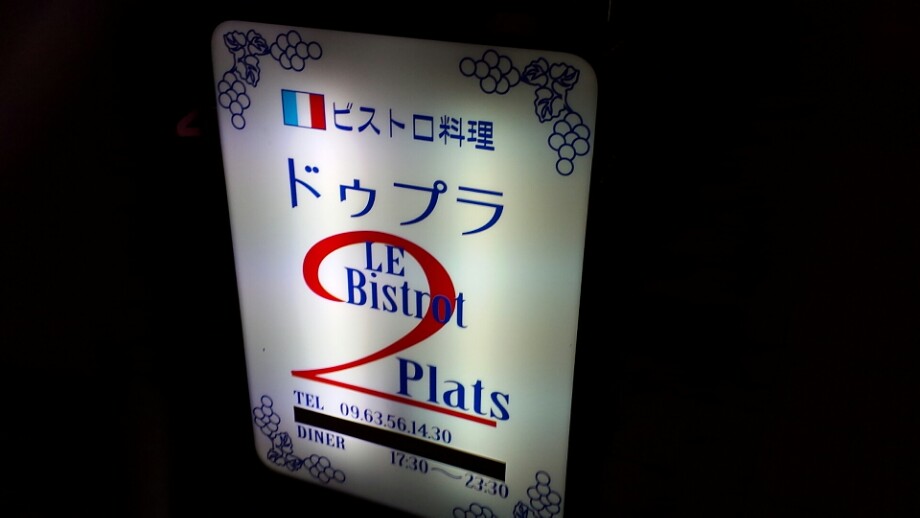 ビストロ料理
ドゥプラ
LE
Bistrot
2 Plats
TEL 09.63.56.14.30
DINER 17:30〜23:30